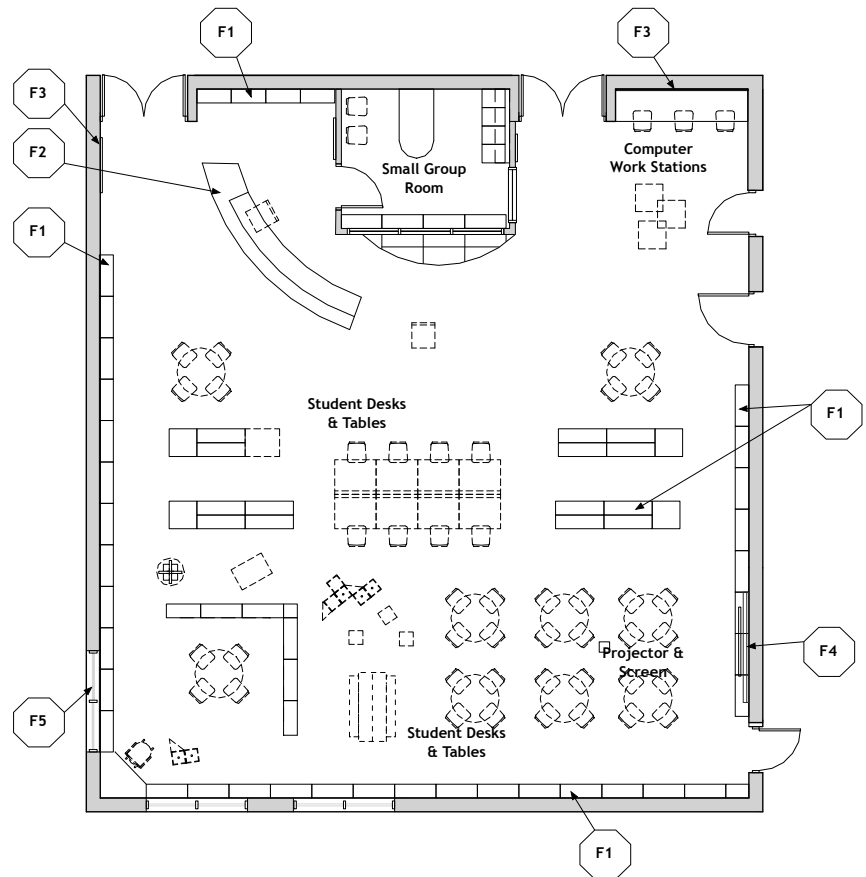 F1
F3
F3
F2
Computer
Work Stations
Small Group
Room
F1
Student Desks
& Tables
F1
Projector &
Screen
F4
F5
Student Desks
& Tables
F1